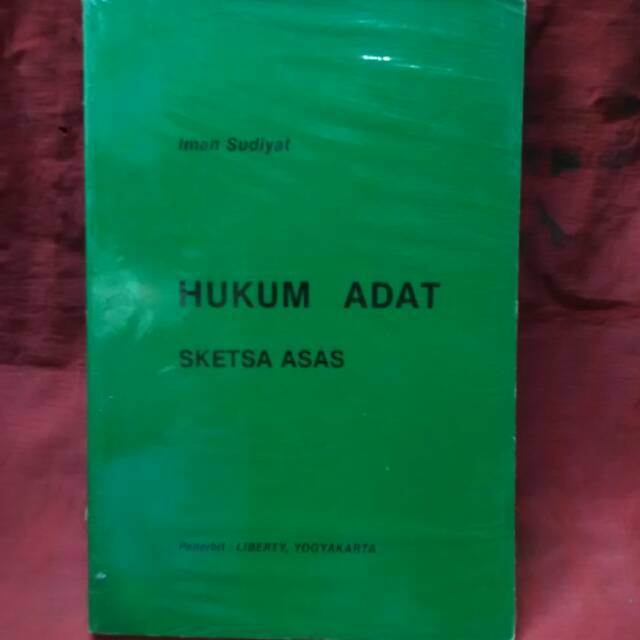 Iman Sudiyat
HUKUM ADAT
SKETSA ASAS
Penerbit : LIBERTY, YOGYAKARTA